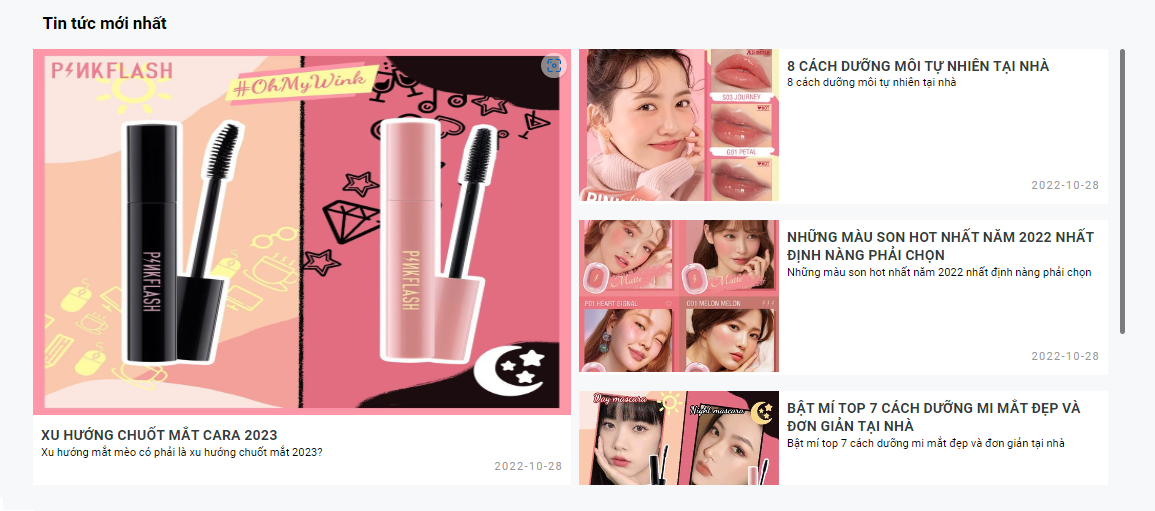 Tin tức mới nhất
PINKFLASH
#OhMyWink
PINKFLASH
PINKFLASH
XU HƯỚNG CHUỐT MẮT CARA 2023
Xu hướng mắt mèo có phải là xu hướng chuốt mắt 2023?
2022-10-28
S03 JOURNEY
HOT
G01 PETAL
HOT
8 CÁCH DƯỠNG MÔI TỰ NHIÊN TẠI NHÀ
8 cách dưỡng môi tự nhiên tại nhà
2022-10-28
Matte
Matte
P01 HEART SIGNAL
O01 MELON MELON
NHỮNG MÀU SON HOT NHẤT NĂM 2022 NHẤT
ĐỊNH NÀNG PHẢI CHỌN
Những màu son hot nhất năm 2022 nhất định nàng phải chọn
2022-10-28
Day mascara
Night mascara
BẬT MÍ TOP 7 CÁCH DƯỠNG MI MẮT ĐẸP VÀ
ĐƠN GIẢN TẠI NHÀ
Bật mí top 7 cách dưỡng mi mắt đẹp và đơn giản tại nhà